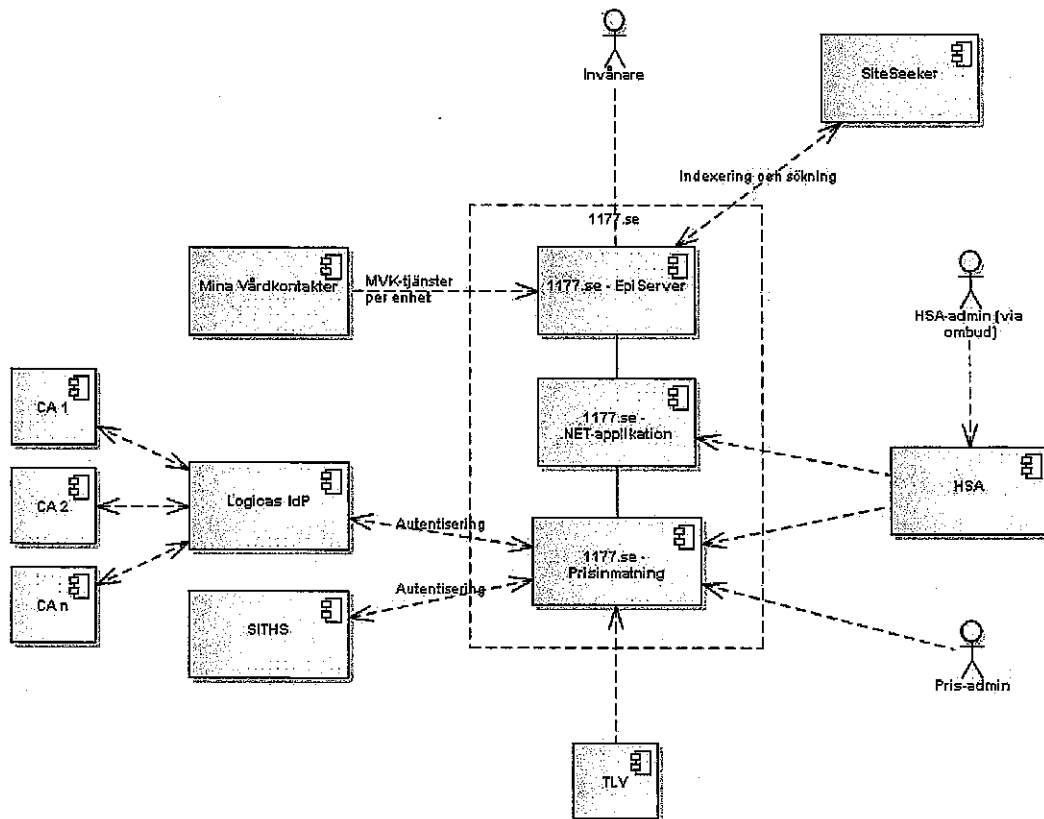 Invånare
SiteSeeker
Indexering och sökning
1177.se
Mina Vårdkontakter
MVK-tjänster
per enhet
1177.se - EpiServer
HSA-admin (via
ombud)
CA 1
1177.se -
.NET-applikation
CA 2
Logicas IdP
HSA
Autentisering
1177.se -
Prisinmatning
CA n
Autentisering
SITHS
Pris-admin
TLV